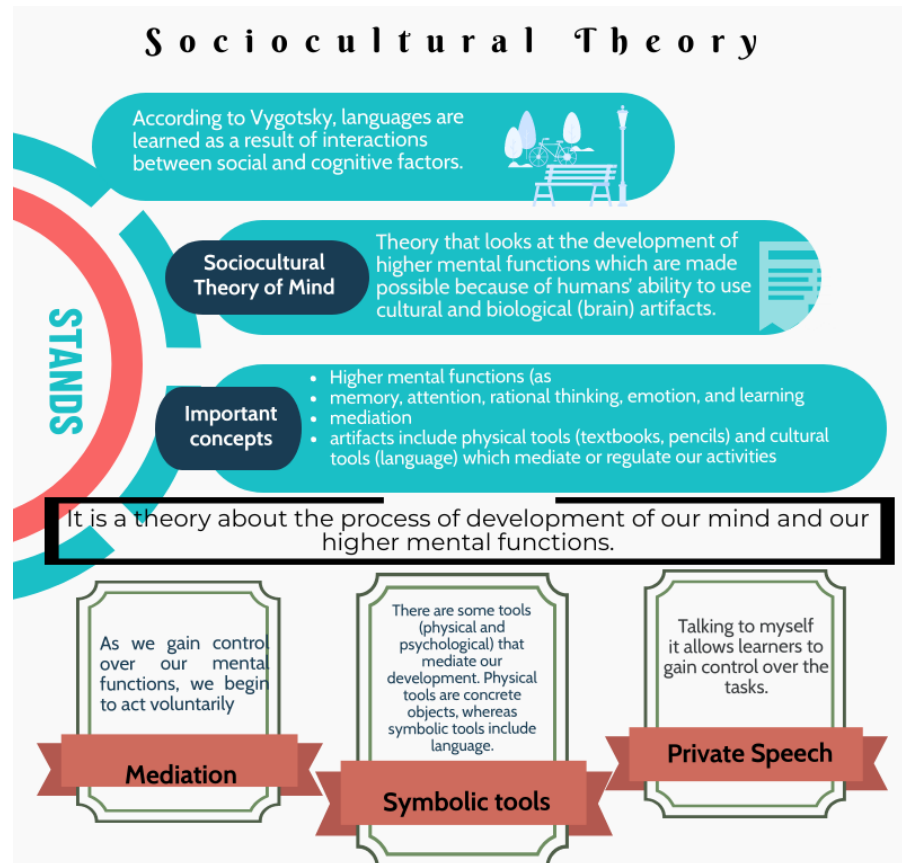 Sociocultural Theory
According to Vygotsky, languages are
learned as a result of interactions
between social and cognitive factors.
STANDS
Sociocultural
Theory of Mind
Theory that looks at the development of
higher mental functions which are made
possible because of humans' ability to use
cultural and biological (brain) artifacts.
Important
concepts
• Higher mental functions (as
• memory, attention, rational thinking, emotion, and learning
• mediation
• artifacts include physical tools (textbooks, pencils) and cultural
tools (language) which mediate or regulate our activities
It is a theory about the process of development of our mind and our
higher mental functions.
As we gain control
over our mental
functions, we begin
to act voluntarily
Mediation
There are some tools
(physical and
psychological) that
mediate our
development. Physical
tools are concrete
objects, whereas
symbolic tools include
language.
Symbolic tools
Talking to myself
it allows learners to
gain control over the
tasks.
Private Speech